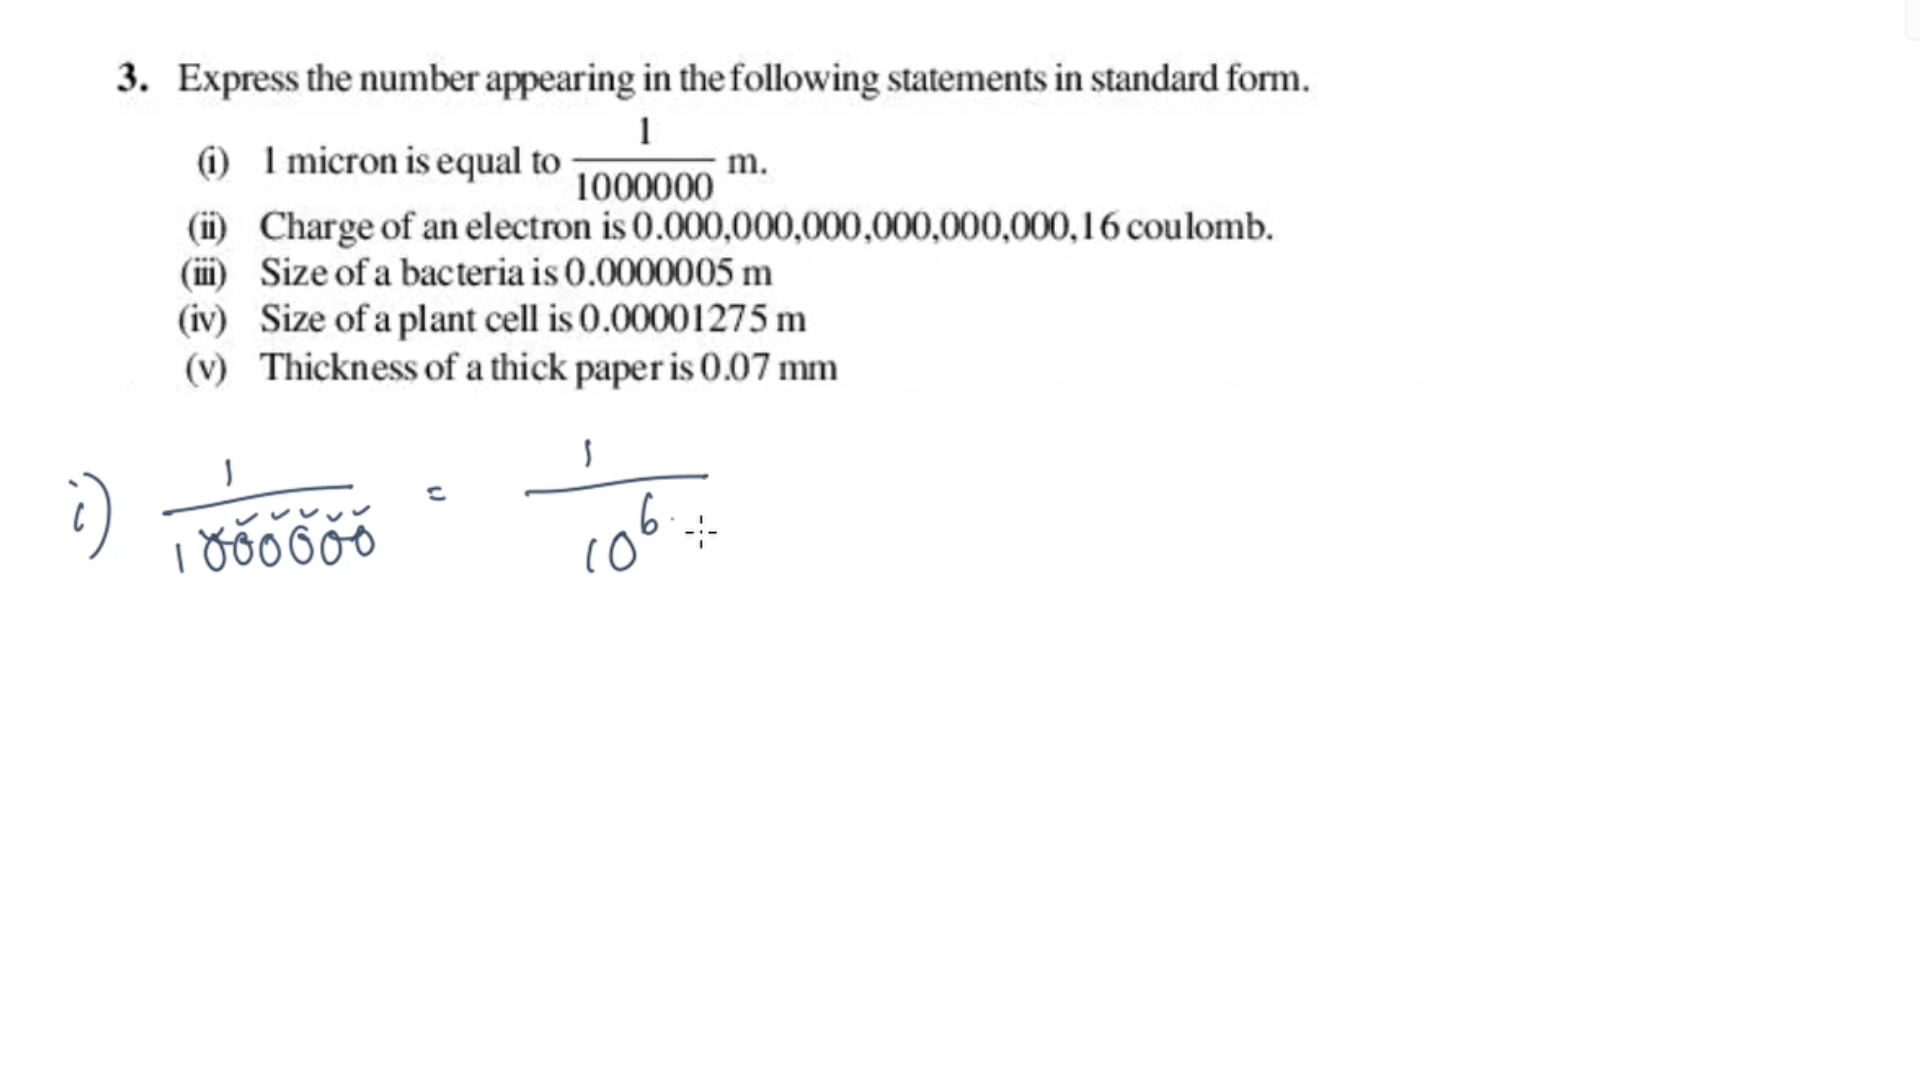 3. Express the number appearing in the following statements in standard form.
(i) 1 micron is equal to 1/1000000 m.
(ii) Charge of an electron is 0.000,000,000,000,000,000,16 coulomb.
(iii) Size of a bacteria is 0.0000005 m
(iv) Size of a plant cell is 0.00001275 m
(v) Thickness of a thick paper is 0.07 mm
i) 1/1000000 = 1/10⁶